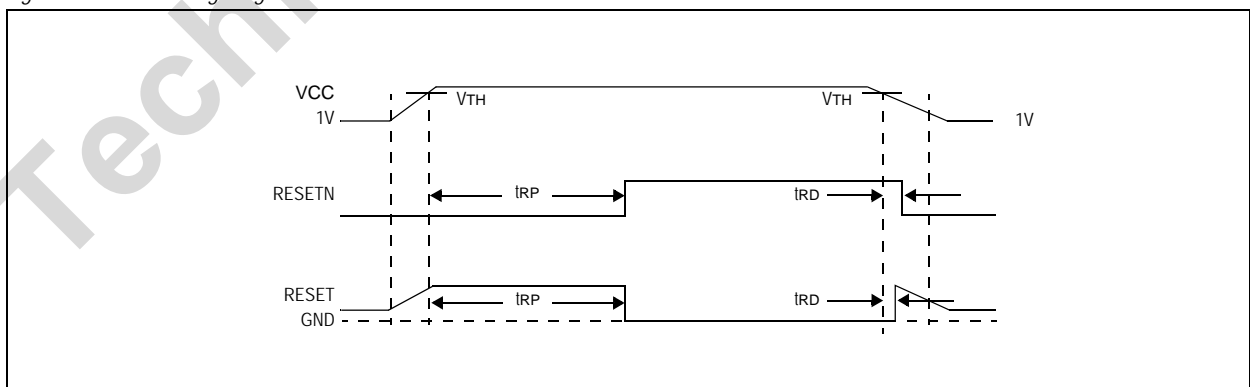 VCC
VTH
VTH
1V
1V
RESETN
tRP
tRD
RESET
tRP
tRD
GND